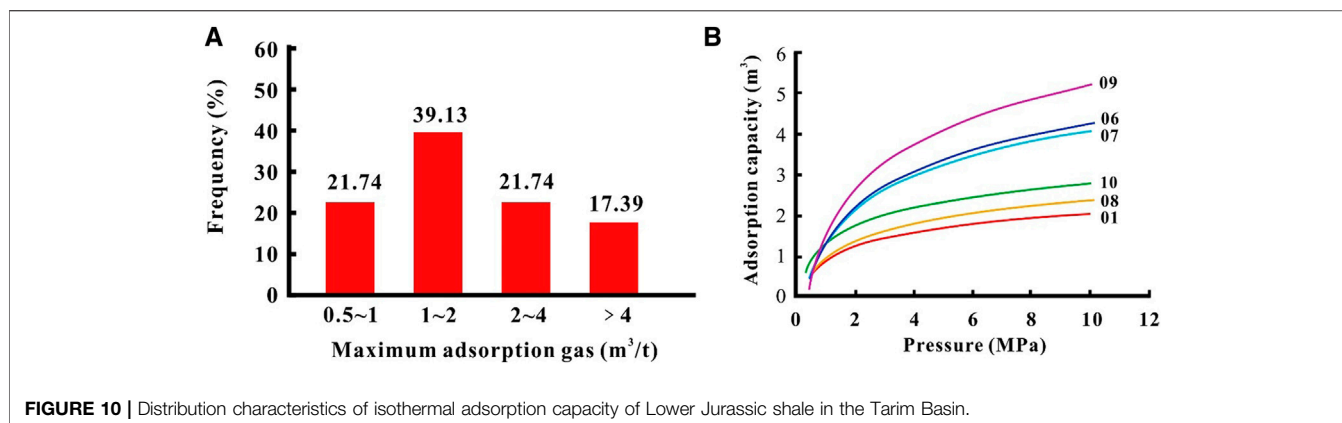 A
Frequency (%)
60
50
40
30
20
10
0
21.74
39.13
21.74
17.39
0.5~1 1~2 2~4 > 4
Maximum adsorption gas (m³/t)
B
Adsorption capacity (m³)
6
5
4
3
2
1
0
09
06
07
10
08
01
0 2 4 6 8 10 12
Pressure (MPa)
FIGURE 10 | Distribution characteristics of isothermal adsorption capacity of Lower Jurassic shale in the Tarim Basin.